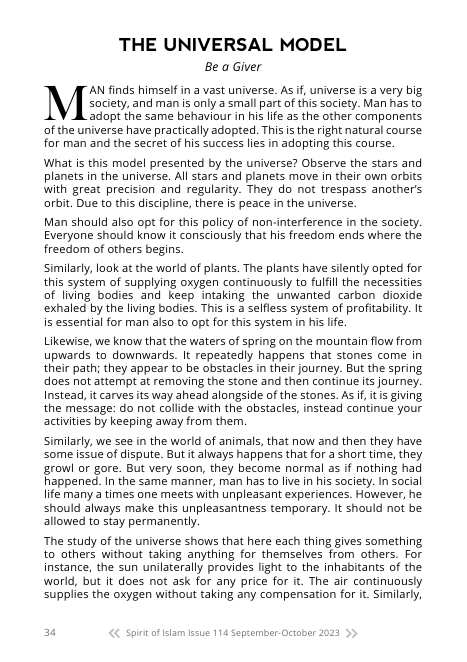 THE UNIVERSAL MODEL
Be a Giver
MAN finds himself in a vast universe. As if, universe is a very big
society, and man is only a small part of this society. Man has to
adopt the same behaviour in his life as the other components
of the universe have practically adopted. This is the right natural course
for man and the secret of his success lies in adopting this course.
What is this model presented by the universe? Observe the stars and
planets in the universe. All stars and planets move in their own orbits
with great precision and regularity. They do not trespass another's
orbit. Due to this discipline, there is peace in the universe.
Man should also opt for this policy of non-interference in the society.
Everyone should know it consciously that his freedom ends where the
freedom of others begins.
Similarly, look at the world of plants. The plants have silently opted for
this system of supplying oxygen continuously to fulfill the necessities
of living bodies and keep intaking the unwanted carbon dioxide
exhaled by the living bodies. This is a selfless system of profitability. It
is essential for man also to opt for this system in his life.
Likewise, we know that the waters of spring on the mountain flow from
upwards to downwards. It repeatedly happens that stones come in
their path; they appear to be obstacles in their journey. But the spring
does not attempt at removing the stone and then continue its journey.
Instead, it carves its way ahead alongside of the stones. As if, it is giving
the message: do not collide with the obstacles, instead continue your
activities by keeping away from them.
Similarly, we see in the world of animals, that now and then they have
some issue of dispute. But it always happens that for a short time, they
growl or gore. But very soon, they become normal as if nothing had
happened. In the same manner, man has to live in his society. In social
life many a times one meets with unpleasant experiences. However, he
should always make this unpleasantness temporary. It should not be
allowed to stay permanently.
The study of the universe shows that here each thing gives something
to others without taking anything for themselves from others. For
instance, the sun unilaterally provides light to the inhabitants of the
world, but it does not ask for any price for it. The air continuously
supplies the oxygen without taking any compensation for it. Similarly,
34 « Spirit of Islam Issue 114 September-October 2023 »